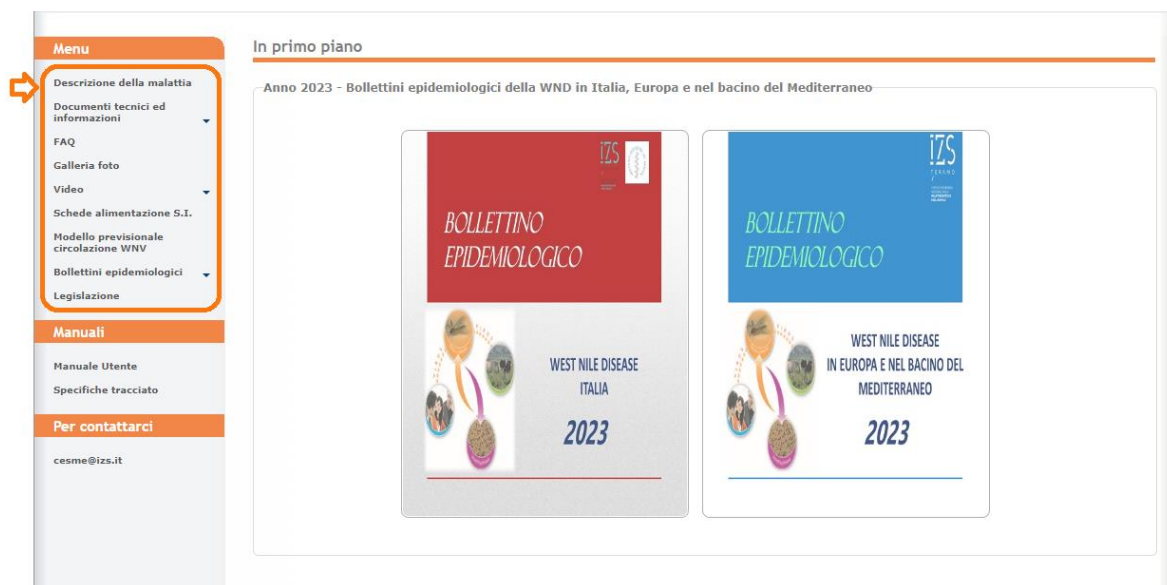 Menu
Descrizione della malattia
Documenti tecnici ed
informazioni
FAQ
Galleria foto
Video
Schede alimentazione S.I.
Modello previsionale
circolazione WNV
Bollettini epidemiologici
Legislazione
Manuali
Manuale Utente
Specifiche tracciato
Per contattarci
cesme@izs.it
In primo piano
Anno 2023 - Bollettini epidemiologici della WND in Italia, Europa e nel bacino del Mediterraneo
IZS
BOLLETTINO
EPIDEMIOLOGICO
WEST NILE DISEASE
ITALIA
2023
IZS
TERAMO
BOLLETTINO
EPIDEMIOLOGICO
WEST NILE DISEASE
IN EUROPA E NEL BACINO DEL
MEDITERRANEO
2023